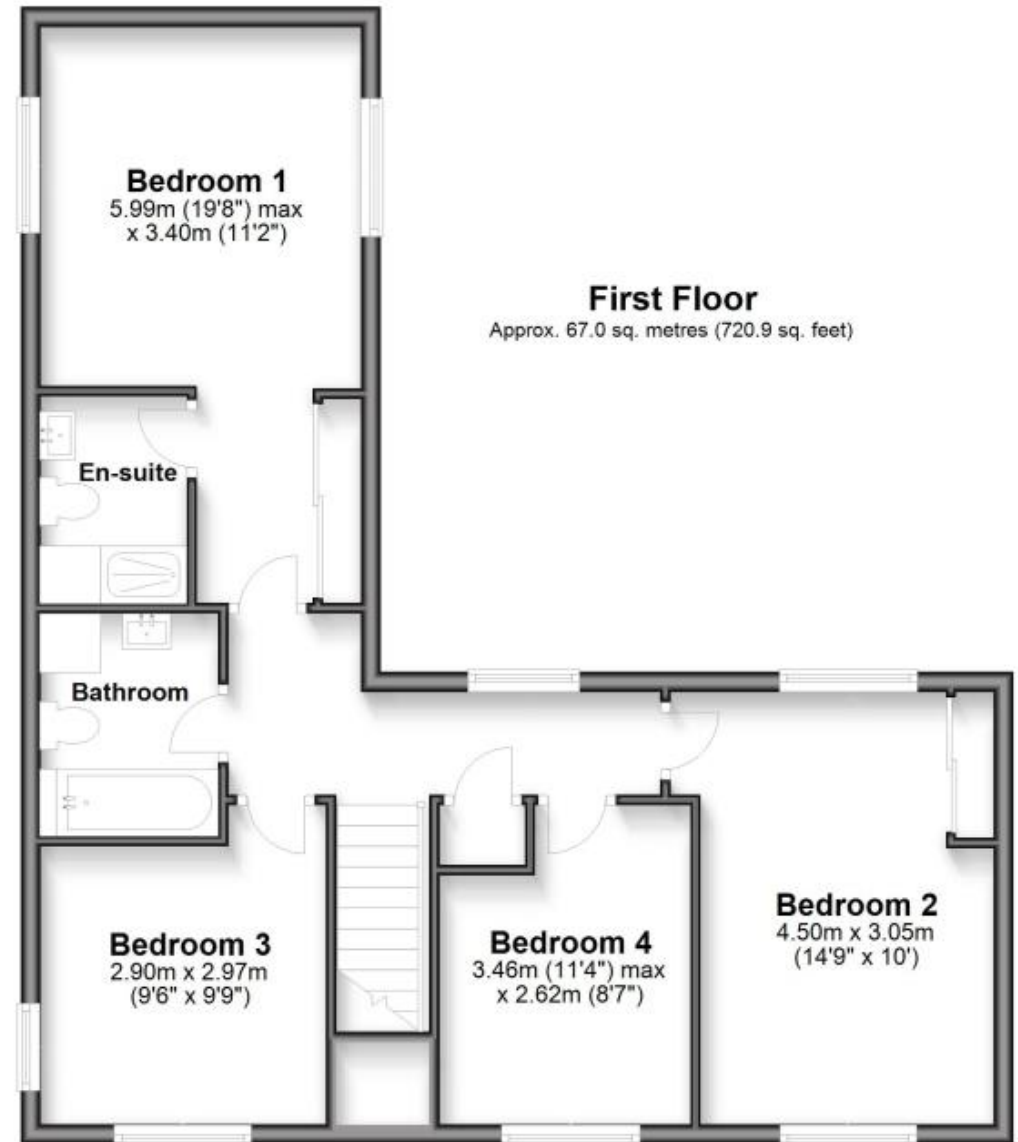 Bedroom 1
5.99m (19'8") max
x 3.40m (11'2")
First Floor
Approx. 67.0 sq. metres (720.9 sq. feet)
En-suite
Bathroom
Bedroom 2
4.50m x 3.05m
(14'9" x 10')
Bedroom 3
2.90m x 2.97m
(9'6" x 9'9")
Bedroom 4
3.46m (11'4") max
x 2.62m (8'7")